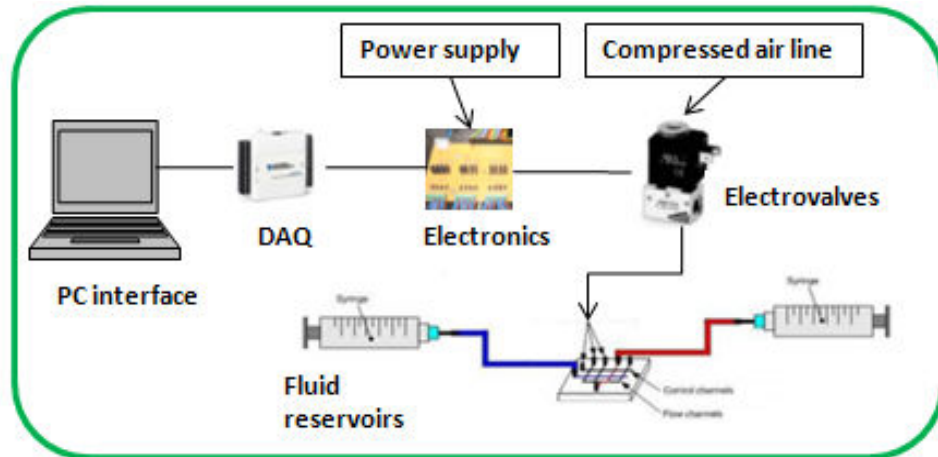 Power supply
Compressed air line
DAQ
Electronics
Electrovalves
PC interface
Syringe
Syringe
Fluid
reservoirs
Control channels
Flow channels